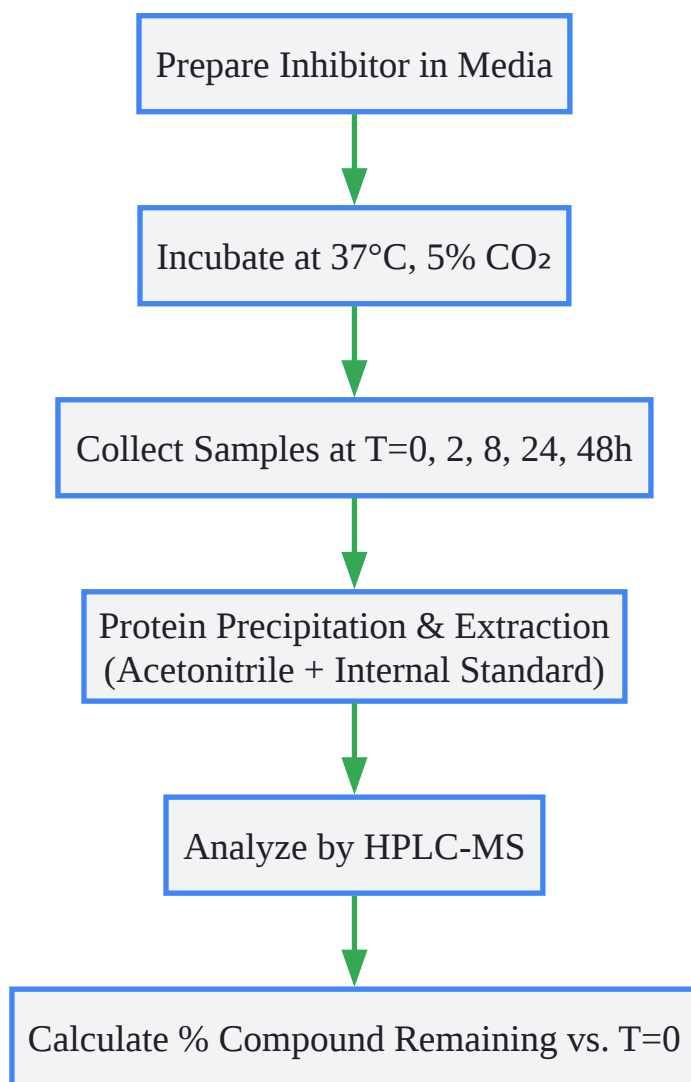 Prepare Inhibitor in Media
Incubate at 37°C, 5% CO₂
Collect Samples at T=0, 2, 8, 24, 48h
Protein Precipitation & Extraction
(Acetonitrile + Internal Standard)
Analyze by HPLC-MS
Calculate % Compound Remaining vs. T=0